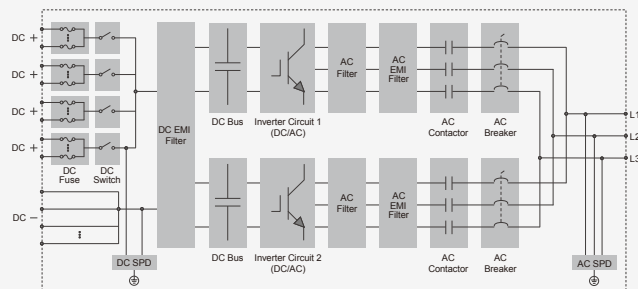 DC +
DC +
DC +
DC +
DC
Fuse
DC
Switch
DC −
DC SPD
DC EMI
Filter
DC Bus
Inverter Circuit 1
(DC/AC)
AC
Filter
AC
EMI
Filter
AC
Contactor
AC
Breaker
L1
L2
L3
DC Bus
Inverter Circuit 2
(DC/AC)
AC
Filter
AC
EMI
Filter
AC
Contactor
AC
Breaker
AC SPD